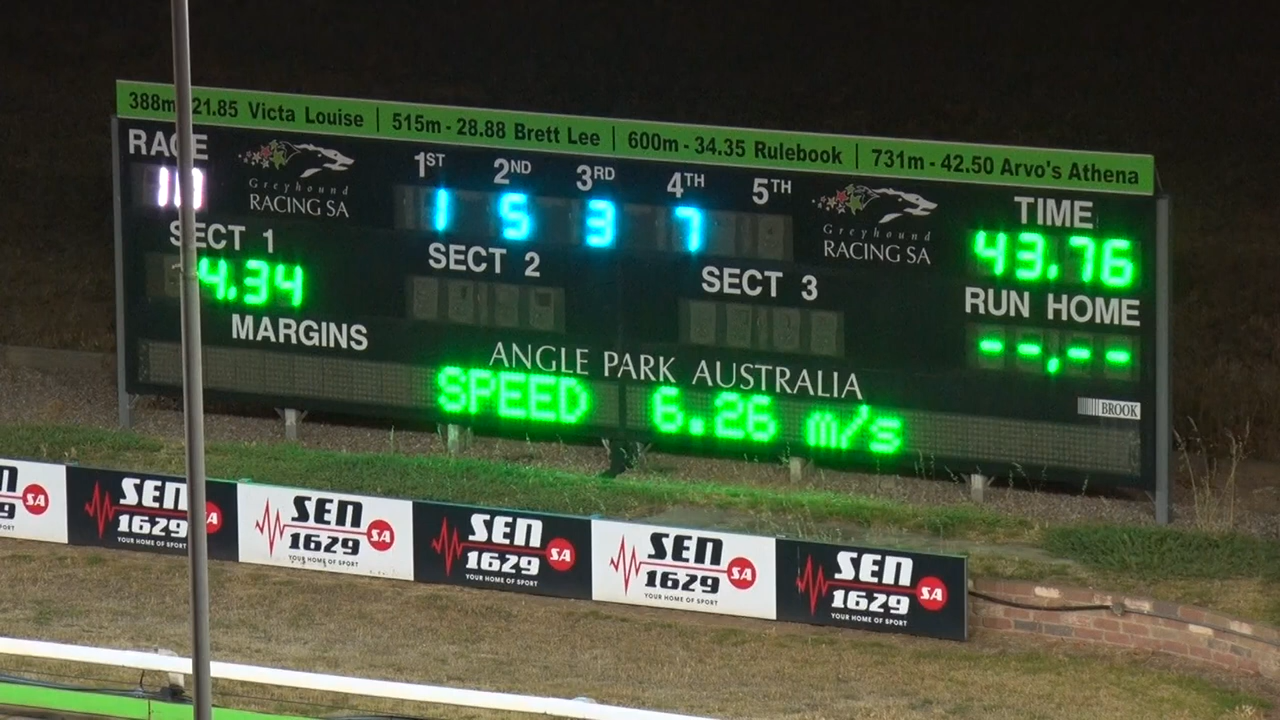 388m 21.85 Victa Louise | 515m - 28.88 Brett Lee | 600m - 34.35 Rulebook | 731m - 42.50 Arvo's Athena
RACE
10
Greyhound
RACING SA
1ST 2ND 3RD 4TH 5TH
1 5 3 7
Greyhound
RACING SA
TIME
43.76
SECT 1
4.34
SECT 2
SECT 3
RUN HOME
--.--
MARGINS
ANGLE PARK AUSTRALIA
SPEED 6.26 m/s
BROOK
SA
SEN
1629
SA
SEN
1629 SA
YOUR HOME OF SPORT
SEN
1629 SA
YOUR HOME OF SPORT
SEN
1629 SA
YOUR HOME OF SPORT
SEN
1629 SA
YOUR HOME OF SPORT